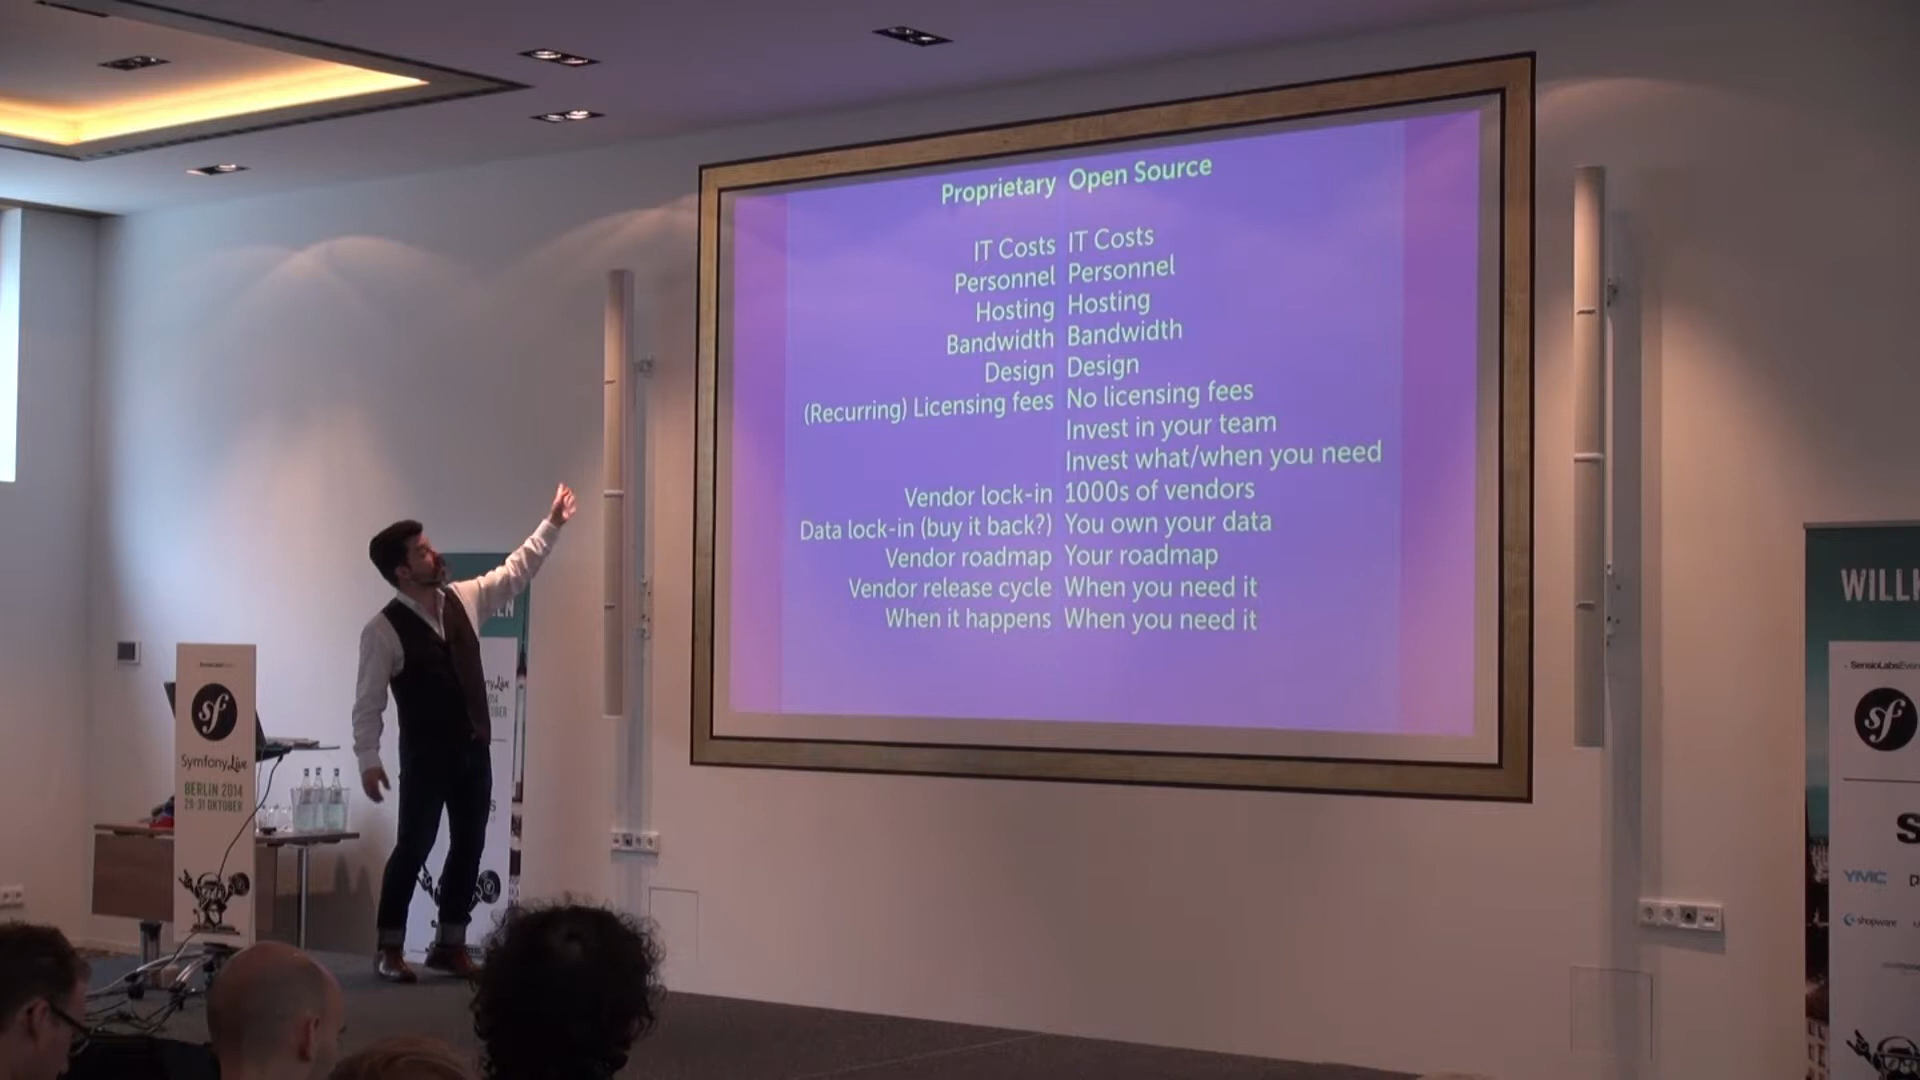 Proprietary Open Source
IT Costs IT Costs
Personnel Personnel
Hosting Hosting
Bandwidth Bandwidth
Design Design
(Recurring) Licensing fees No licensing fees
Invest in your team
Invest what/when you need
Vendor lock-in 1000s of vendors
Data lock-in (buy it back?) You own your data
Vendor roadmap Your roadmap
Vendor release cycle When you need it
When it happens When you need it
sf
SymfonyLive
BERLIN 2014
29-31 OKTOBER
WILLK
SensioLabs
sf
S
YMC
shopware